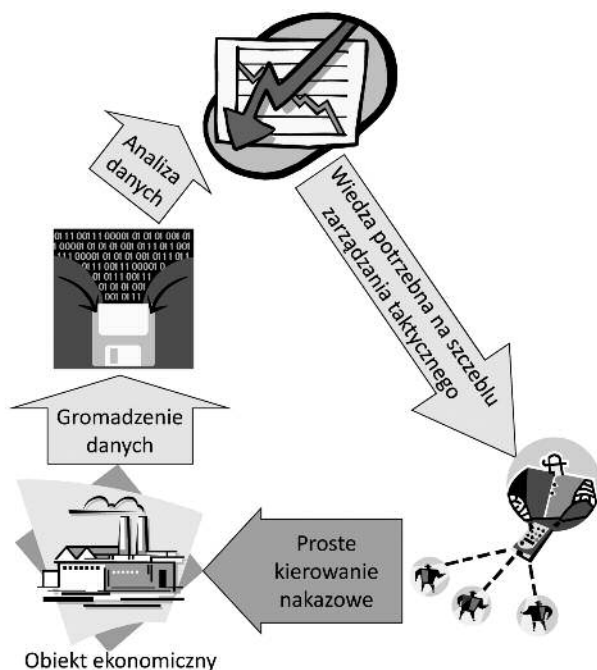 Analiza
danych
Wiedza potrzebna na szczeblu
zarządzania taktycznego
Gromadzenie
danych
Proste
kierowanie
nakazowe
Obiekt ekonomiczny